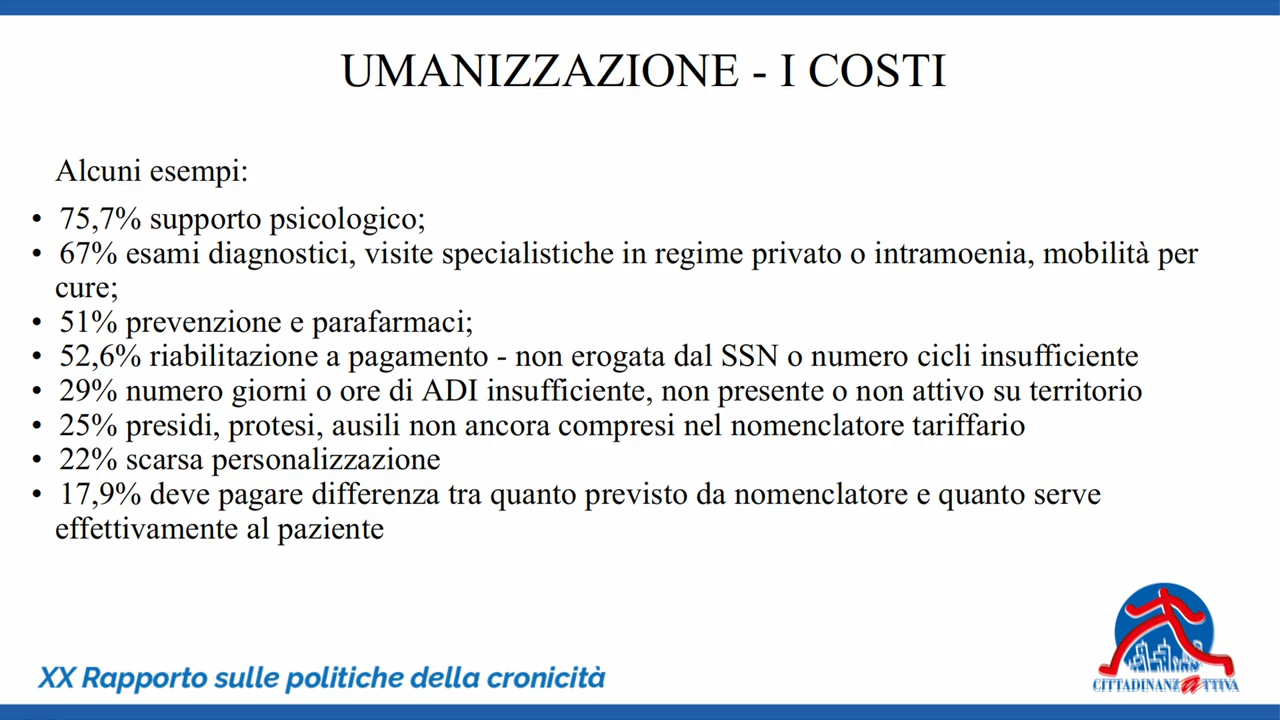 UMANIZZAZIONE - I COSTI
Alcuni esempi:
• 75,7% supporto psicologico;
• 67% esami diagnostici, visite specialistiche in regime privato o intramoenia, mobilità per
cure;
• 51% prevenzione e parafarmaci;
• 52,6% riabilitazione a pagamento - non erogata dal SSN o numero cicli insufficiente
• 29% numero giorni o ore di ADI insufficiente, non presente o non attivo su territorio
• 25% presidi, protesi, ausili non ancora compresi nel nomenclatore tariffario
• 22% scarsa personalizzazione
• 17,9% deve pagare differenza tra quanto previsto da nomenclatore e quanto serve
effettivamente al paziente
XX Rapporto sulle politiche della cronicità
CITTADINANZATTIVA